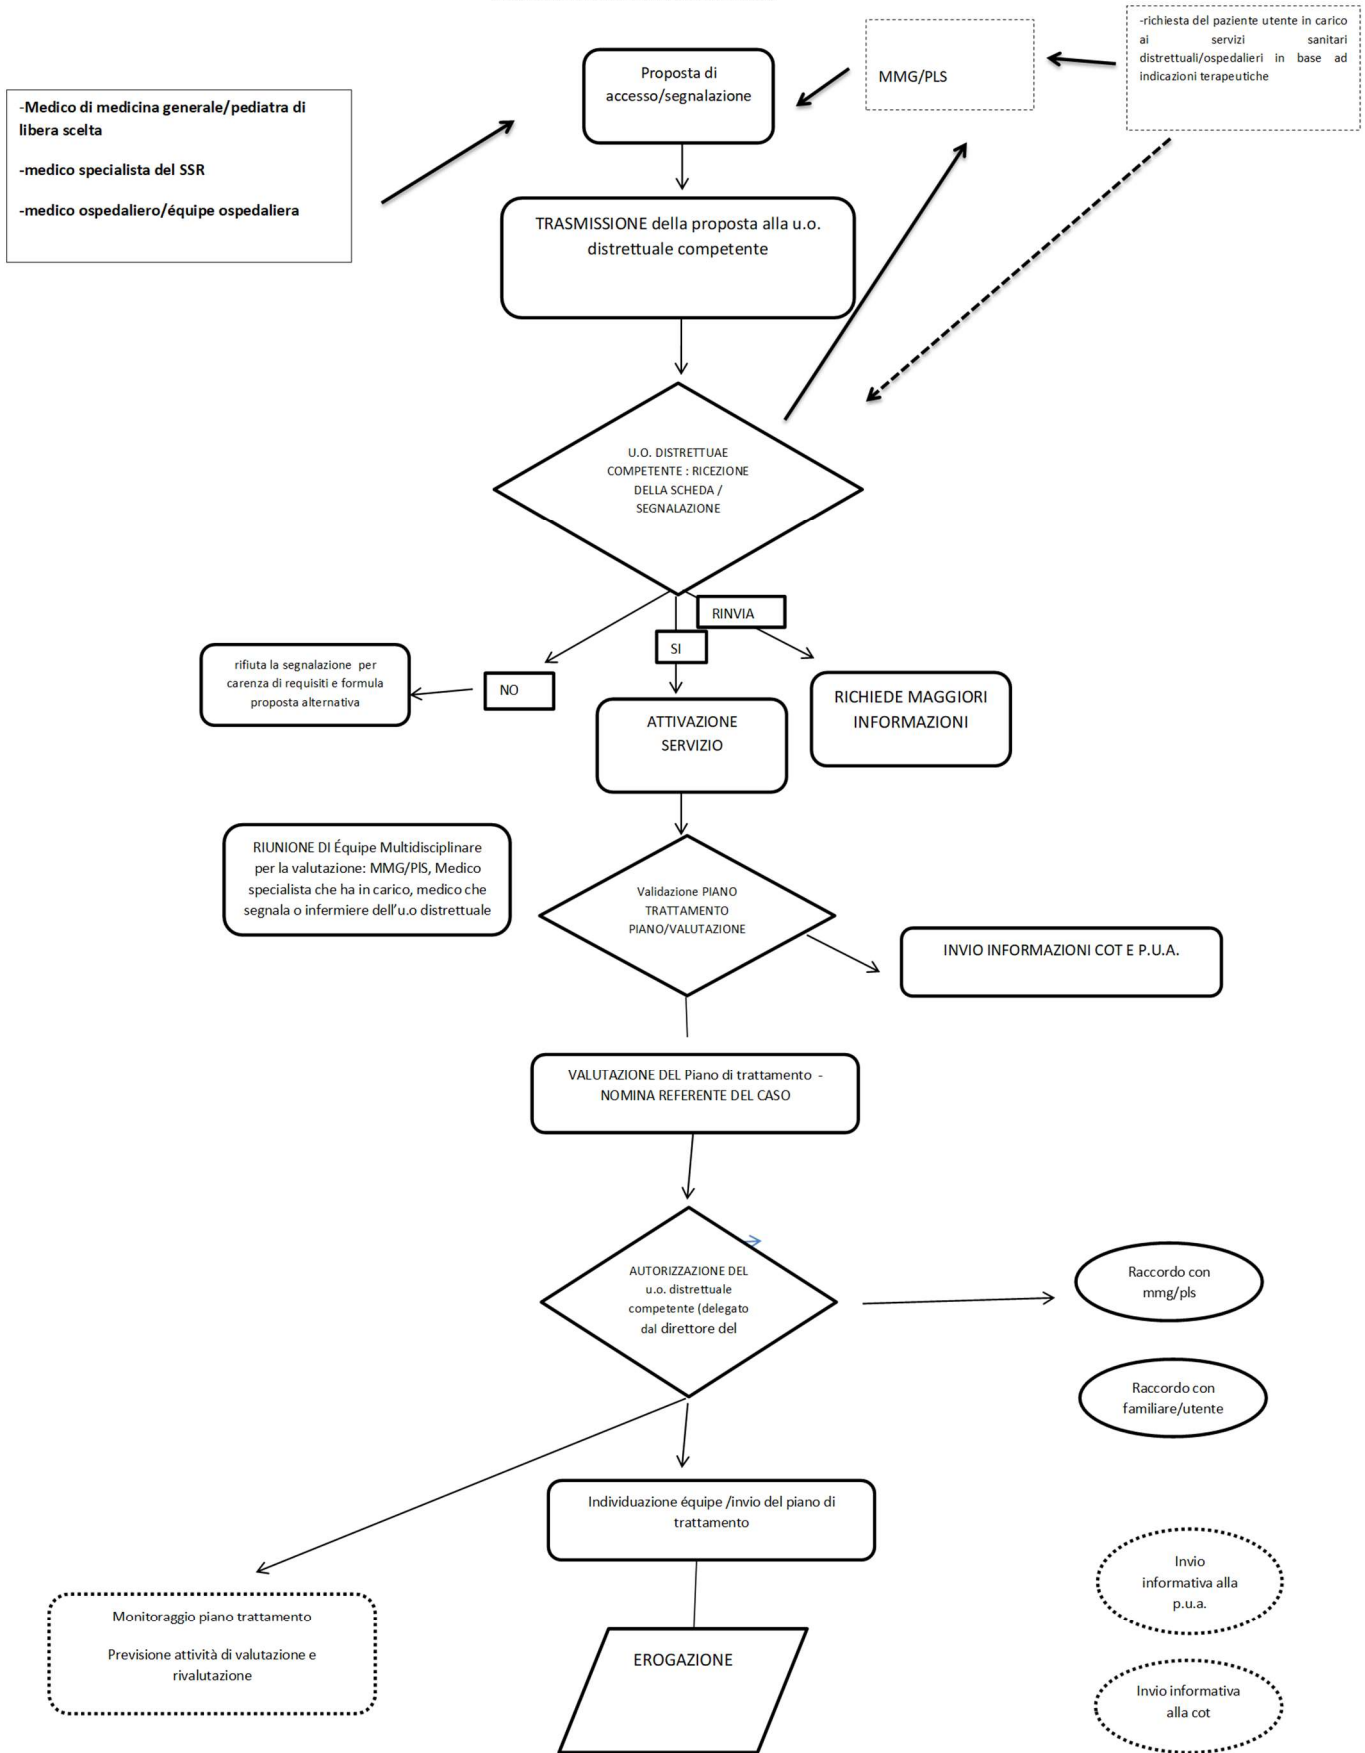 Proposta di
accesso/segnalazione
MMG/PLS
-richiesta del paziente utente in carico
ai servizi sanitari
distrettuali/ospedalieri in base ad
indicazioni terapeutiche
-Medico di medicina generale/pediatra di
libera scelta
-medico specialista del SSR
-medico ospedaliero/équipe ospedaliera
TRASMISSIONE della proposta alla u.o.
distrettuale competente
U.O. DISTRETTUAE
COMPETENTE : RICEZIONE
DELLA SCHEDA /
SEGNALAZIONE
RINVIA
SI
NO
rifiuta la segnalazione per
carenza di requisiti e formula
proposta alternativa
ATTIVAZIONE
SERVIZIO
RICHIEDE MAGGIORI
INFORMAZIONI
RIUNIONE DI Équipe Multidisciplinare
per la valutazione: MMG/PlS, Medico
specialista che ha in carico, medico che
segnala o infermiere dell'u.o distrettuale
Validazione PIANO
TRATTAMENTO
PIANO/VALUTAZIONE
INVIO INFORMAZIONI COT E P.U.A.
VALUTAZIONE DEL Piano di trattamento -
NOMINA REFERENTE DEL CASO
AUTORIZZAZIONE DEL
u.o. distrettuale
competente (delegato
dal direttore del
Raccordo con
mmg/pls
Raccordo con
familiare/utente
Individuazione équipe /invio del piano di
trattamento
Invio
informativa alla
p.u.a.
Monitoraggio piano trattamento
Previsione attività di valutazione e
rivalutazione
EROGAZIONE
Invio informativa
alla cot